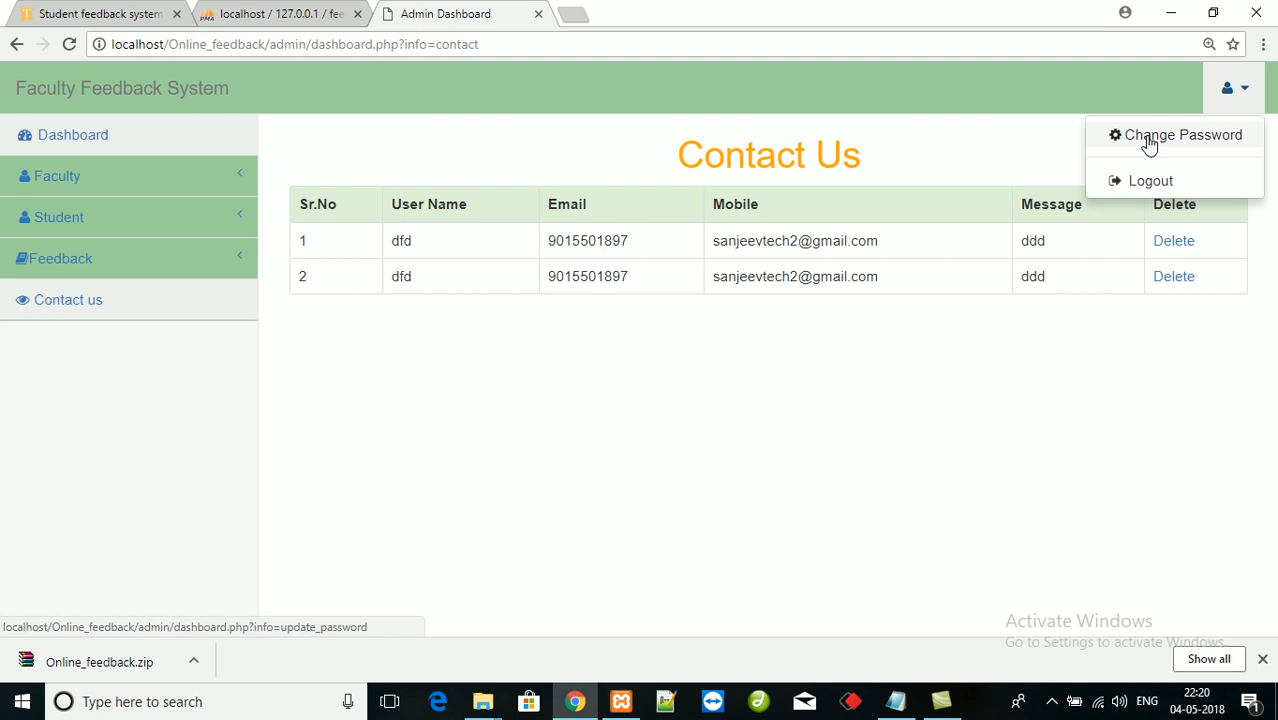 Student feedback system
localhost / 127.0.0.1 / fee
Admin Dashboard
localhost/Online_feedback/admin/dashboard.php?info=contact
Faculty Feedback System
Dashboard
Faculty
Student
Feedback
Contact us
Change Password
Logout
Contact Us
Sr.No User Name Email Mobile Message Delete
1 dfd 9015501897 sanjeevtech2@gmail.com ddd Delete
2 dfd 9015501897 sanjeevtech2@gmail.com ddd Delete
Activate Windows
Go to Settings to activate Windows.
localhost/Online_feedback/admin/dashboard.php?info=update_password
Online_feedback.zip
Show all
Type here to search
ENG
22:20
04-05-2018
1